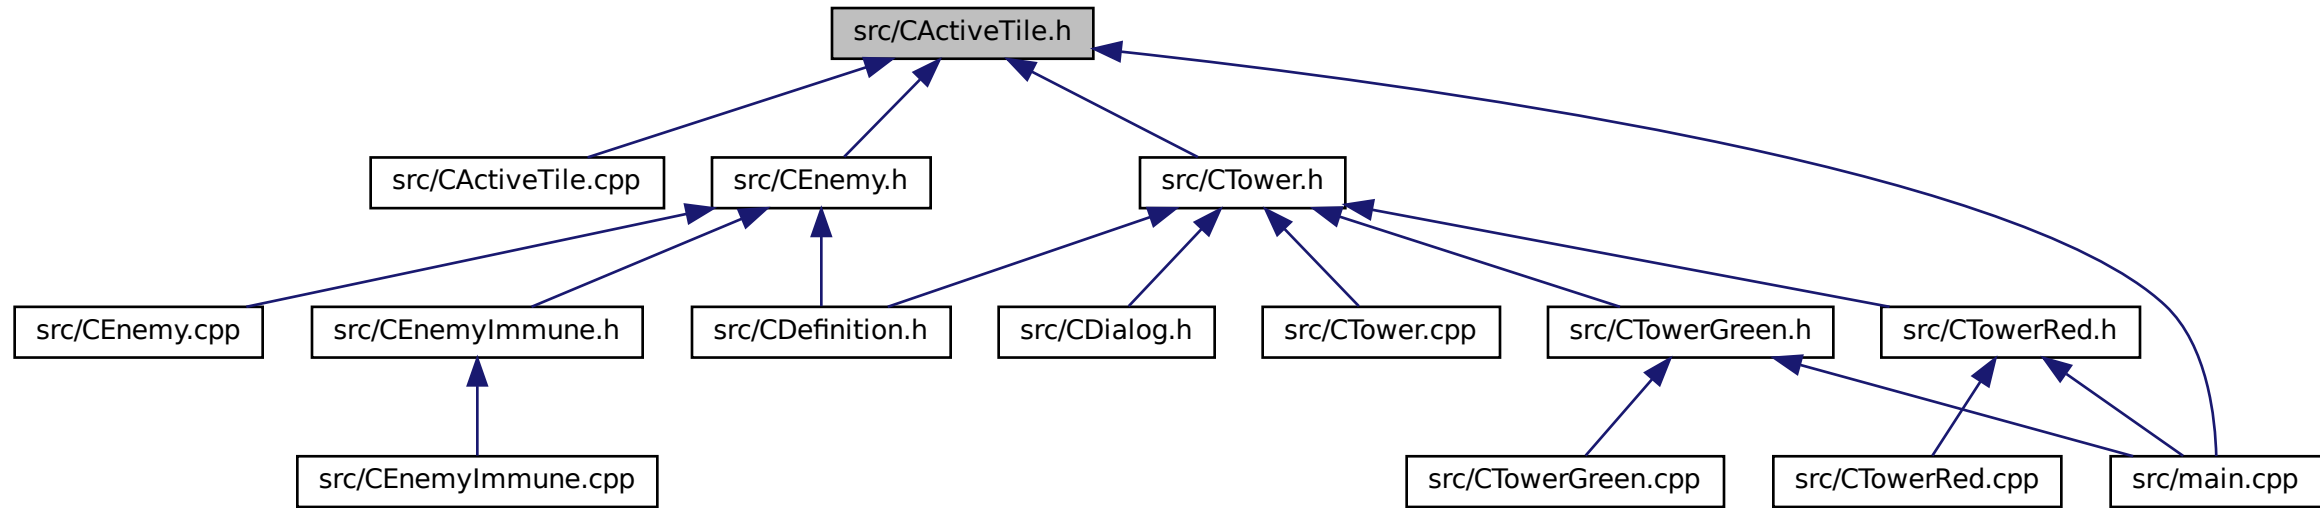 src/CActiveTile.h
src/CActiveTile.cpp
src/CEnemy.h
src/CTower.h
src/CEnemy.cpp
src/CEnemyImmune.h
src/CDefinition.h
src/CDialog.h
src/CTower.cpp
src/CTowerGreen.h
src/CTowerRed.h
src/CEnemyImmune.cpp
src/CTowerGreen.cpp
src/CTowerRed.cpp
src/main.cpp